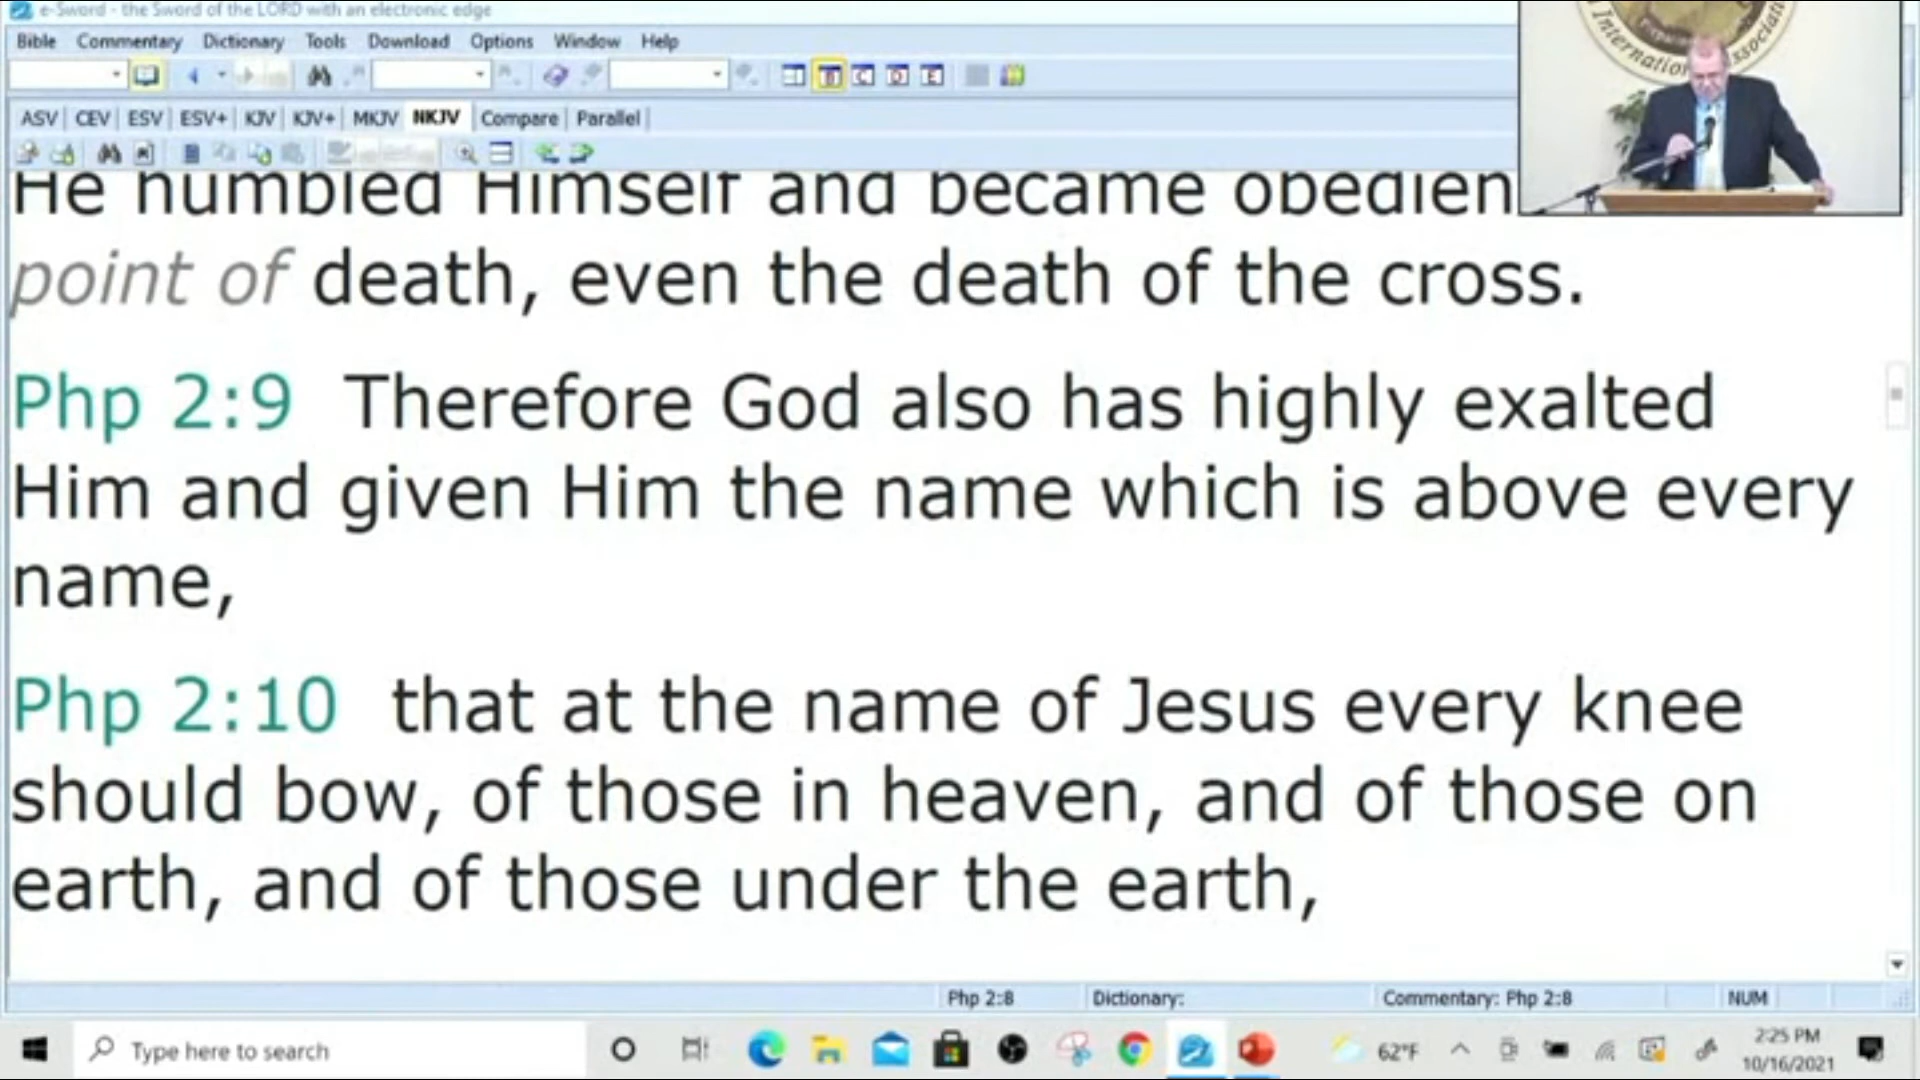 e-Sword - the Sword of the LORD with an electronic edge
Bible Commentary Dictionary Tools Download Options Window Help
ASV CEV ESV ESV+ KJV KJV+ MKJV NKJV Compare Parallel
International Association
He humbled Himself and became obedien
point of death, even the death of the cross.
Php 2:9 Therefore God also has highly exalted
Him and given Him the name which is above every
name,
Php 2:10 that at the name of Jesus every knee
should bow, of those in heaven, and of those on
earth, and of those under the earth,
Php 2:8 Dictionary: Commentary: Php 2:8 NUM
Type here to search
62°F
2:25 PM
10/16/2021